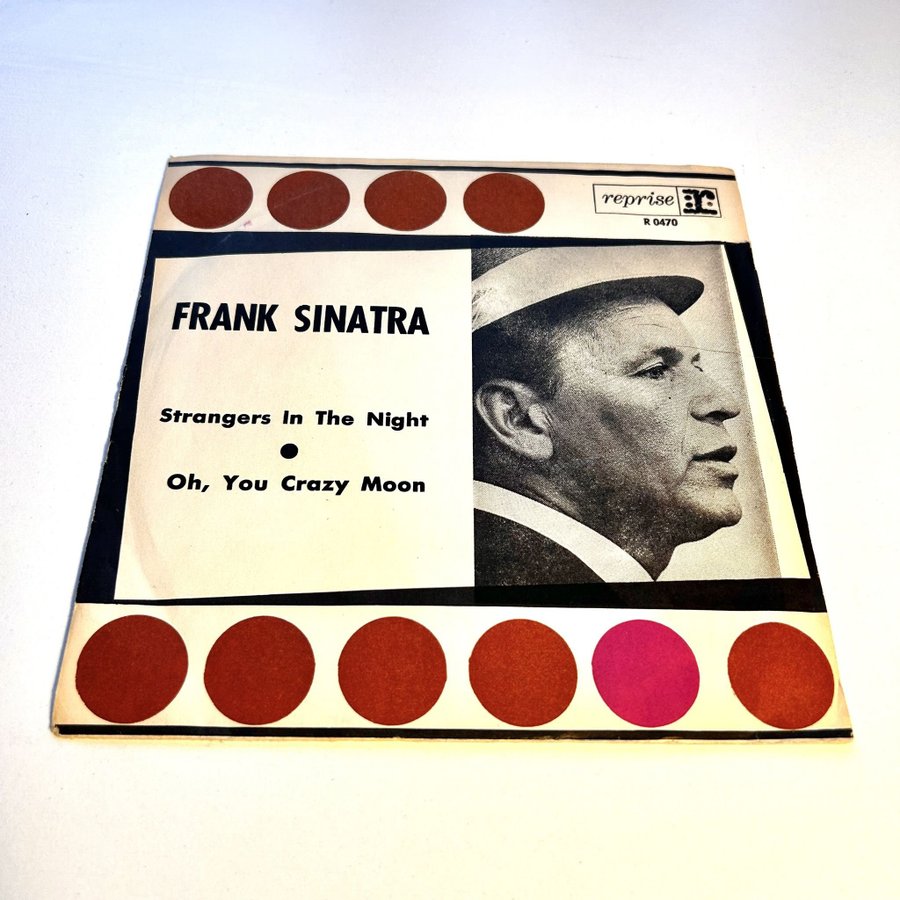 reprise r:
R 0470
FRANK SINATRA
Strangers In The Night
Oh, You Crazy Moon